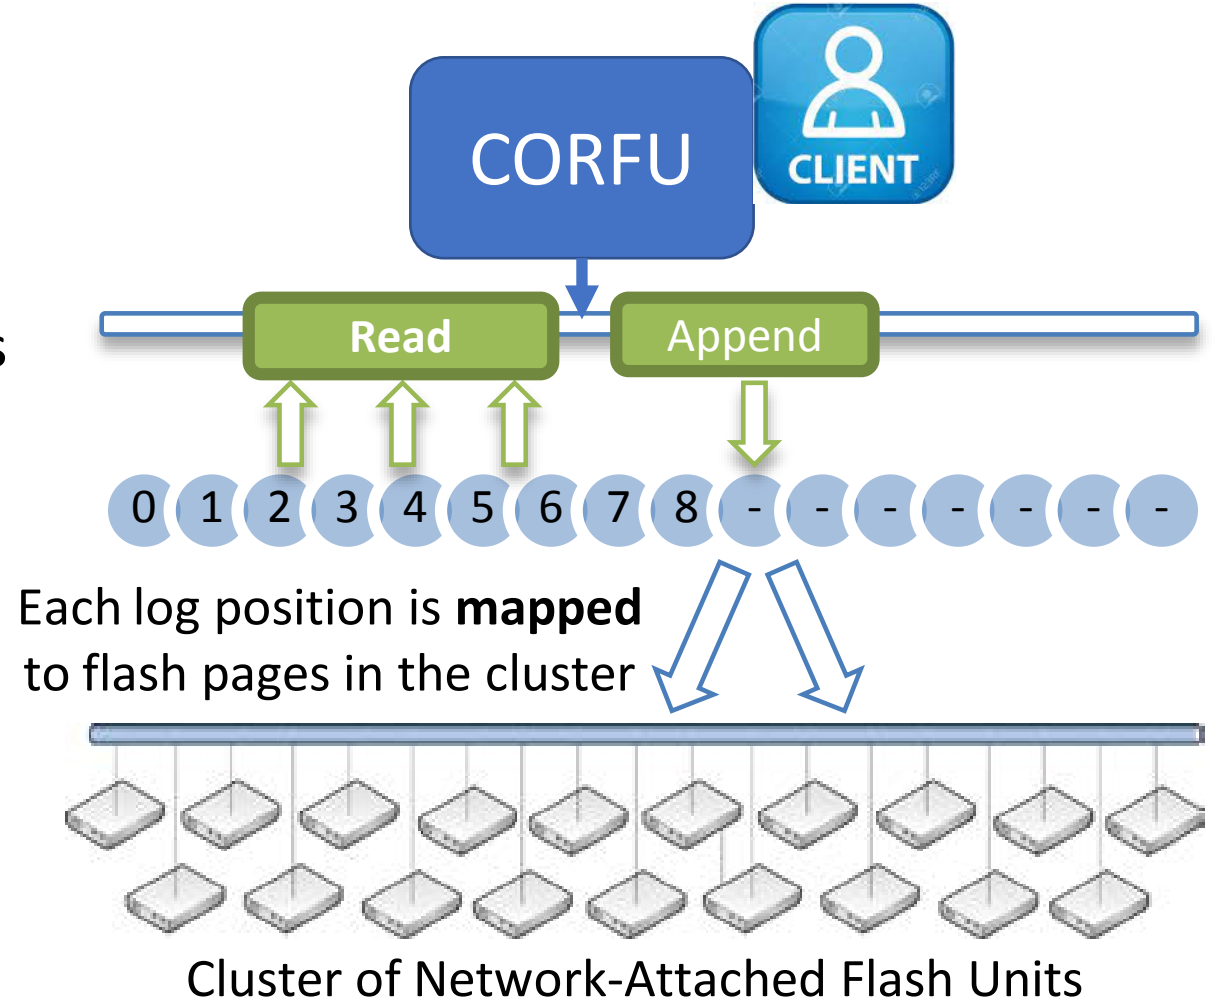 CORFU
CLIENT
Read
Append
s
0 1 2 3 4 5 6 7 8 - - - - - - -
Each log position is mapped
to flash pages in the cluster
Cluster of Network-Attached Flash Units